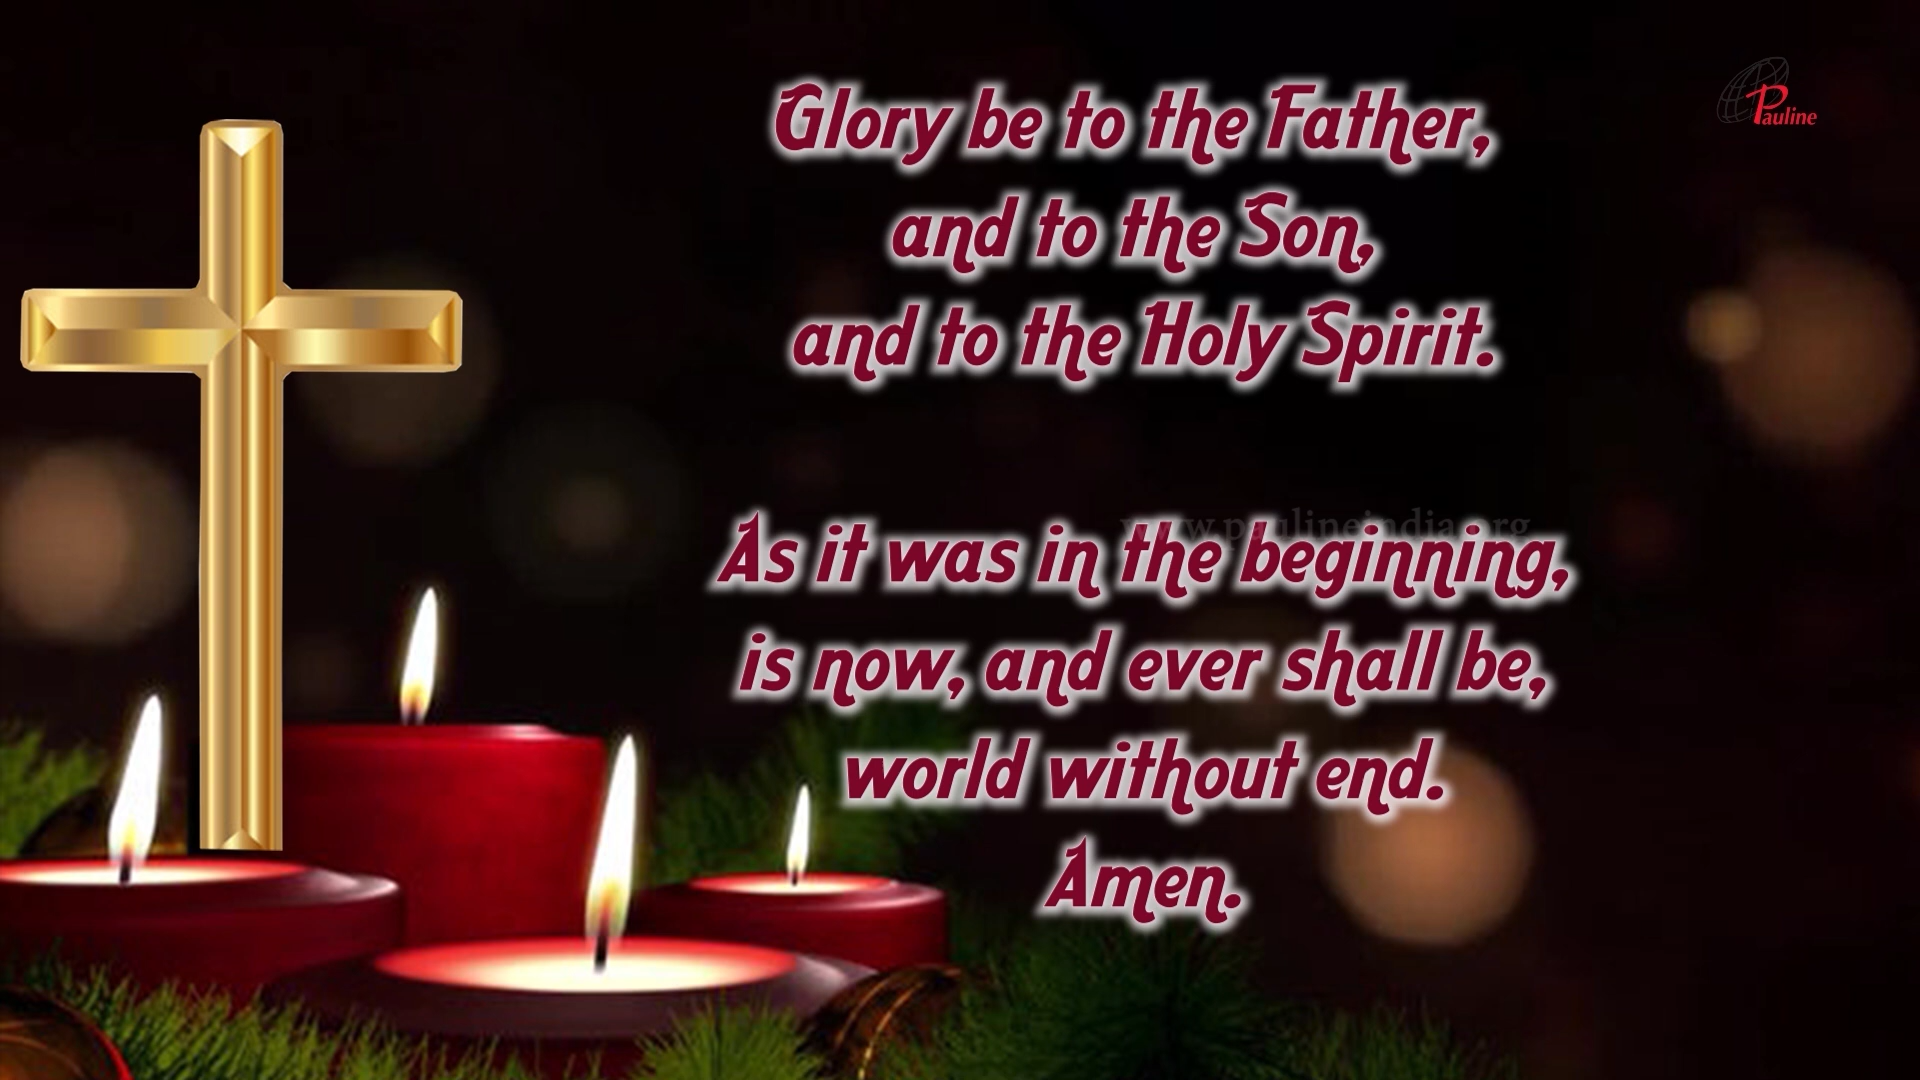 Pauline
Glory be to the Father,
and to the Son,
and to the Holy Spirit.
www.paulineindia.org
As it was in the beginning,
is now, and ever shall be,
world without end.
Amen.